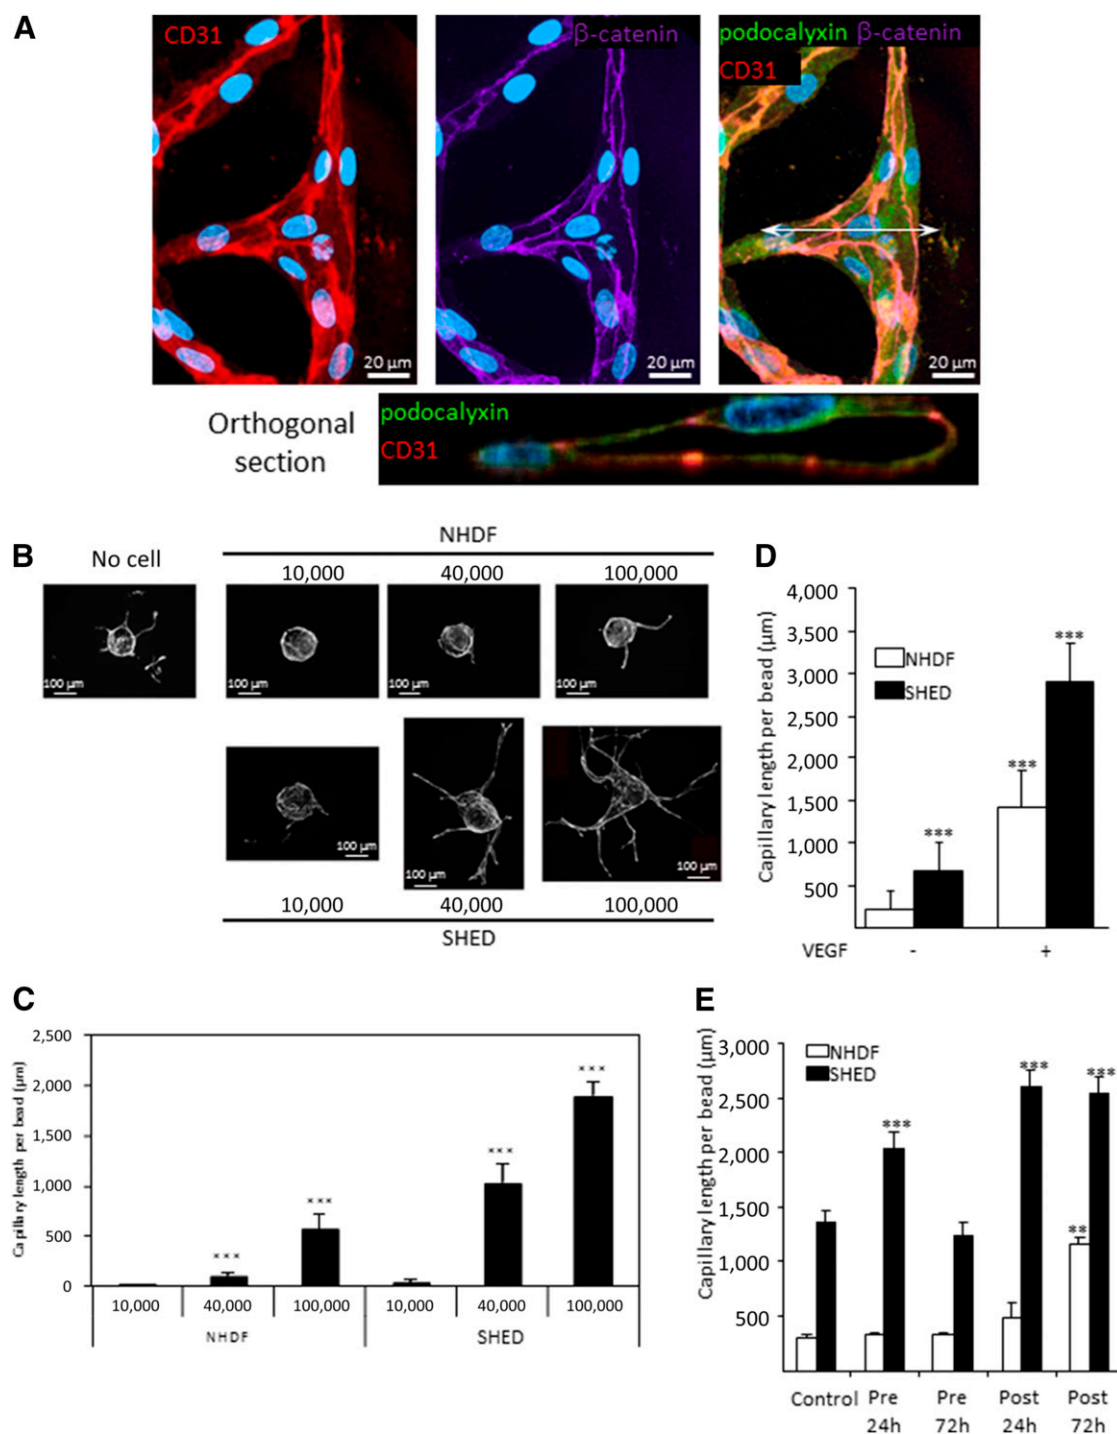 A
CD31
β-catenin
podocalyxin β-catenin
CD31
20 µm
20 µm
20 µm
Orthogonal
section
podocalyxin
CD31
B
No cell
NHDF
10,000
40,000
100,000
100 µm
100 µm
100 µm
100 µm
100 µm
100 µm
100 µm
10,000
40,000
100,000
SHED
D
Capillary length per bead (µm)
4,000
3,500
3,000
2,500
2,000
1,500
1,000
500
NHDF
SHED
***
***
***
VEGF - +
C
Capillary length per bead (µm)
2,500
2,000
1,500
1,000
500
0
***
***
***
***
10,000 40,000 100,000 10,000 40,000 100,000
NHDF SHED
E
Capillary length per bead (µm)
3,000
2,500
2,000
1,500
1,000
500
NHDF
SHED
***
***
***
**
Control Pre Pre Post Post
24h 72h 24h 72h